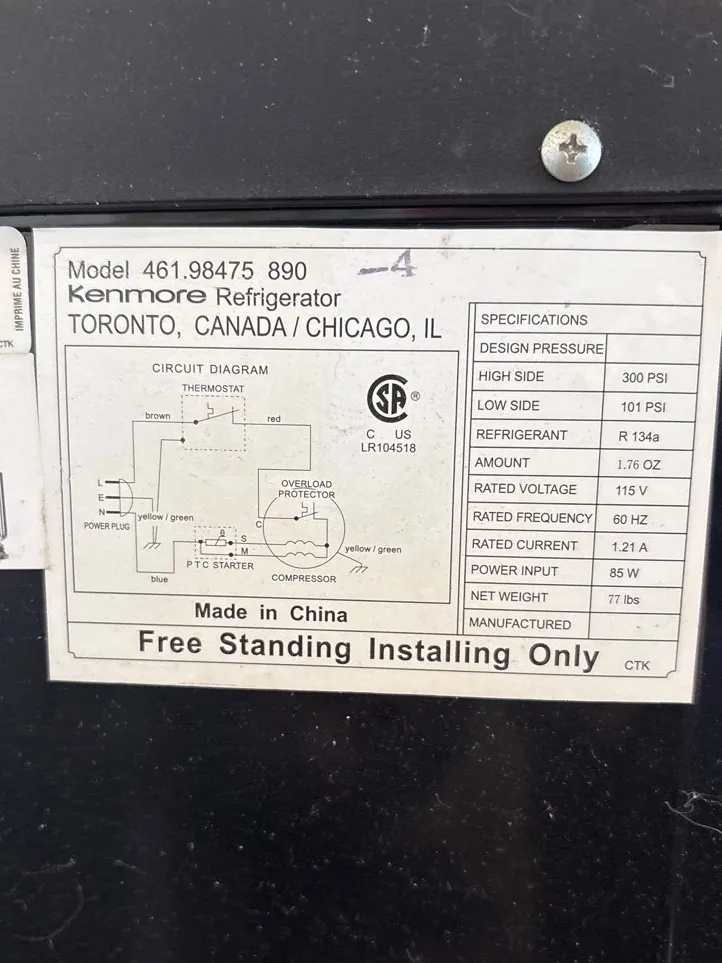 IMPRIME AU CHINE
CTK
Model 461.98475 890 -4
Kenmore Refrigerator
TORONTO, CANADA / CHICAGO, IL
CIRCUIT DIAGRAM
THERMOSTAT
brown
red
L
E
N
POWER PLUG
yellow / green
blue
θ
S
M
PTC STARTER
C
OVERLOAD
PROTECTOR
yellow / green
COMPRESSOR
SA ®
C US
LR104518
SPECIFICATIONS
DESIGN PRESSURE
HIGH SIDE 300 PSI
LOW SIDE 101 PSI
REFRIGERANT R 134a
AMOUNT 1.76 OZ
RATED VOLTAGE 115 V
RATED FREQUENCY 60 HZ
RATED CURRENT 1.21 A
POWER INPUT 85 W
NET WEIGHT 77 lbs
MANUFACTURED
Made in China
Free Standing Installing Only CTK